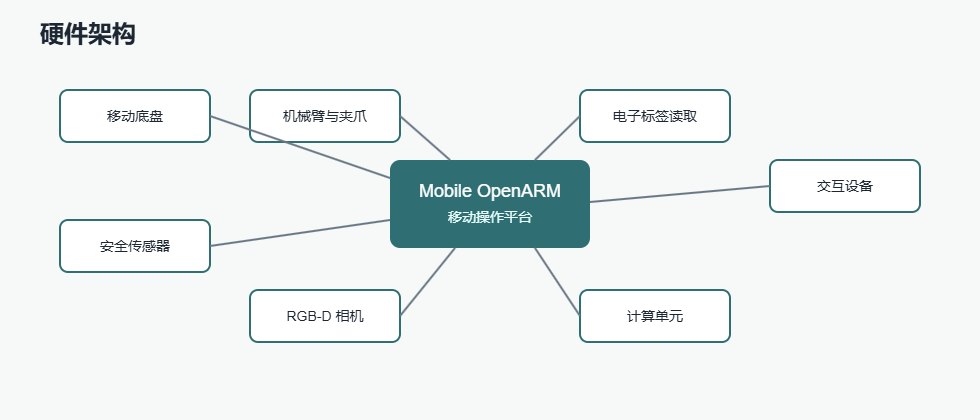 硬件架构
移动底盘
机械臂与夹爪
电子标签读取
Mobile OpenARM
移动操作平台
交互设备
安全传感器
RGB-D 相机
计算单元